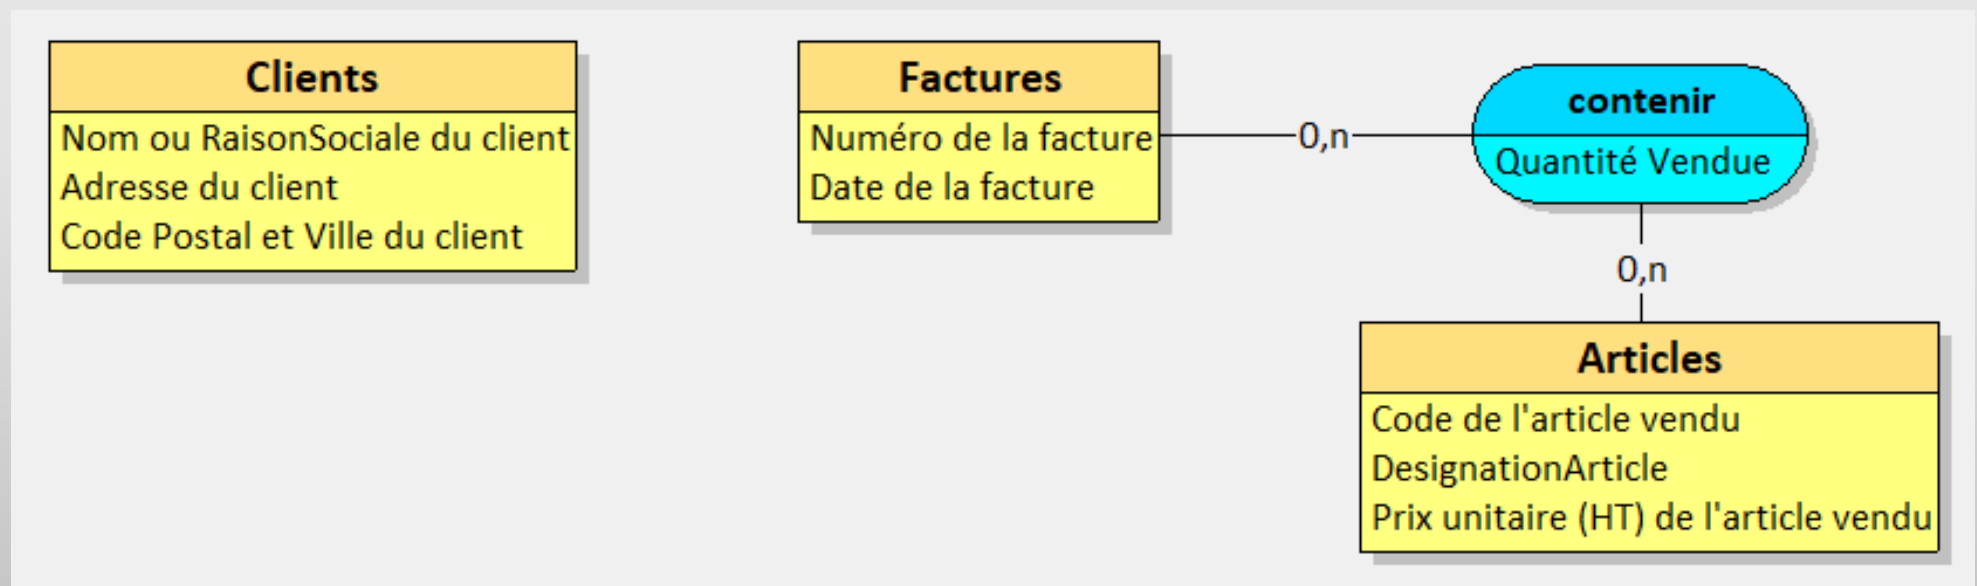 Clients
Nom ou RaisonSociale du client
Adresse du client
Code Postal et Ville du client
Factures
Numéro de la facture
Date de la facture
0,n
contenir
Quantité Vendue
0,n
Articles
Code de l'article vendu
DesignationArticle
Prix unitaire (HT) de l'article vendu